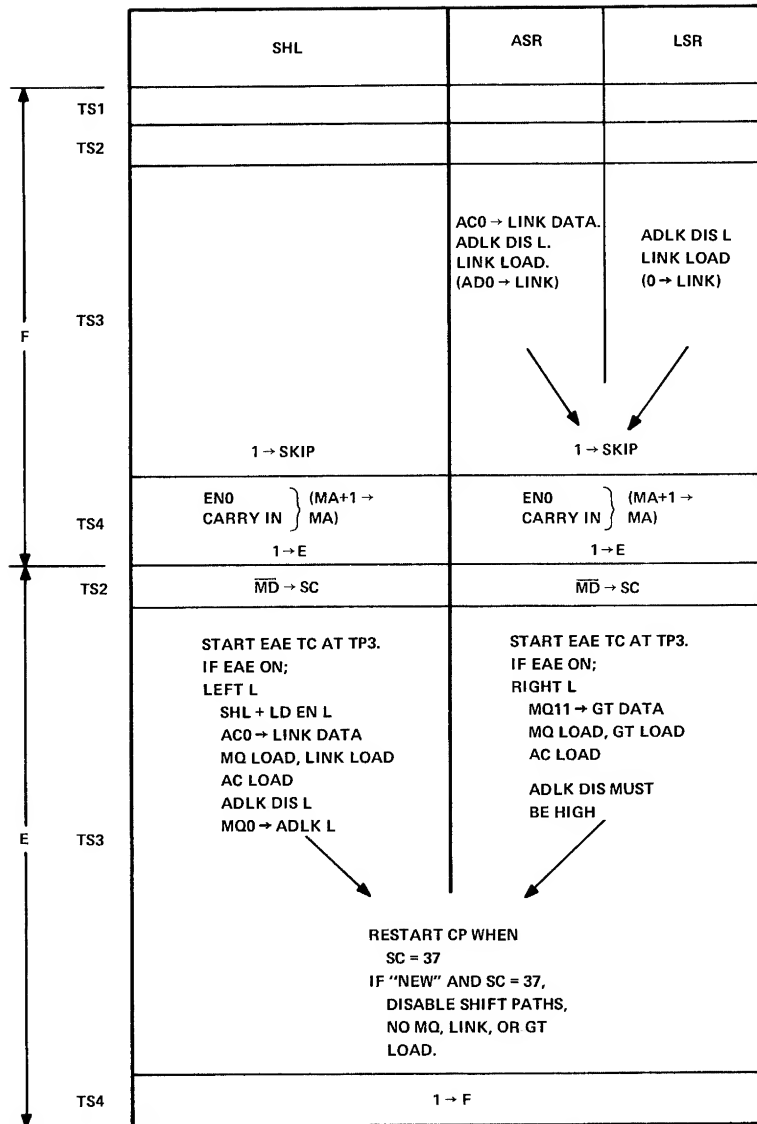 SHL
ASR
LSR
TS1
TS2
AC0 → LINK DATA.
ADLK DIS L.
LINK LOAD.
(AD0 → LINK)
ADLK DIS L
LINK LOAD
(0 → LINK)
TS3
F
1 → SKIP
1 → SKIP
TS4
EN0
CARRY IN } (MA+1 →
MA)
1 → E
EN0
CARRY IN } (MA+1 →
MA)
1 → E
TS2
M̅D̅ → SC
M̅D̅ → SC
START EAE TC AT TP3.
IF EAE ON;
LEFT L
SHL + LD EN L
AC0 → LINK DATA
MQ LOAD, LINK LOAD
AC LOAD
ADLK DIS L
MQ0 → ADLK L
START EAE TC AT TP3.
IF EAE ON;
RIGHT L
MQ11 → GT DATA
MQ LOAD, GT LOAD
AC LOAD
ADLK DIS MUST
BE HIGH
E
TS3
RESTART CP WHEN
SC = 37
IF “NEW” AND SC = 37,
DISABLE SHIFT PATHS,
NO MQ, LINK, OR GT
LOAD.
TS4
1 → F